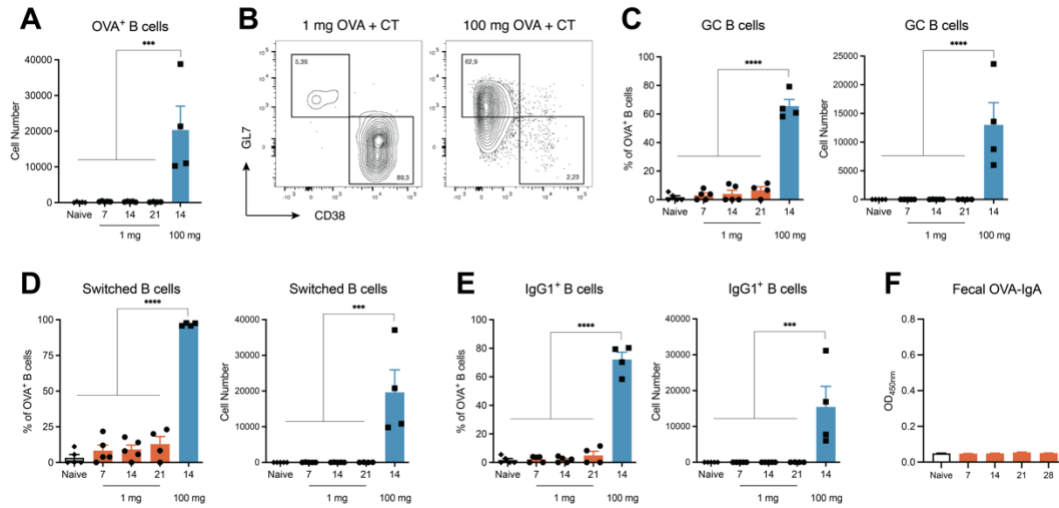 A
OVA⁺ B cells
***
Cell Number
40000
30000
20000
10000
0
Naive 7 14 21 14
1 mg 100 mg
B
1 mg OVA + CT 100 mg OVA + CT
5,36
89,3
62,9
2,23
GL7
CD38
C
GC B cells
****
% of OVA⁺ B cells
100
80
60
40
20
0
Naive 7 14 21 14
1 mg 100 mg
GC B cells
****
Cell Number
25000
20000
15000
10000
5000
0
Naive 7 14 21 14
1 mg 100 mg
D
Switched B cells
****
% of OVA⁺ B cells
100
75
50
25
0
Naive 7 14 21 14
1 mg 100 mg
Switched B cells
***
Cell Number
40000
30000
20000
10000
0
Naive 7 14 21 14
1 mg 100 mg
E
IgG1⁺ B cells
****
% of OVA⁺ B cells
100
80
60
40
20
0
Naive 7 14 21 14
1 mg 100 mg
IgG1⁺ B cells
***
Cell Number
40000
30000
20000
10000
0
Naive 7 14 21 14
1 mg 100 mg
F
Fecal OVA-IgA
OD450nm
0.8
0.6
0.4
0.2
0.0
Naive 7 14 21 28
1 mg